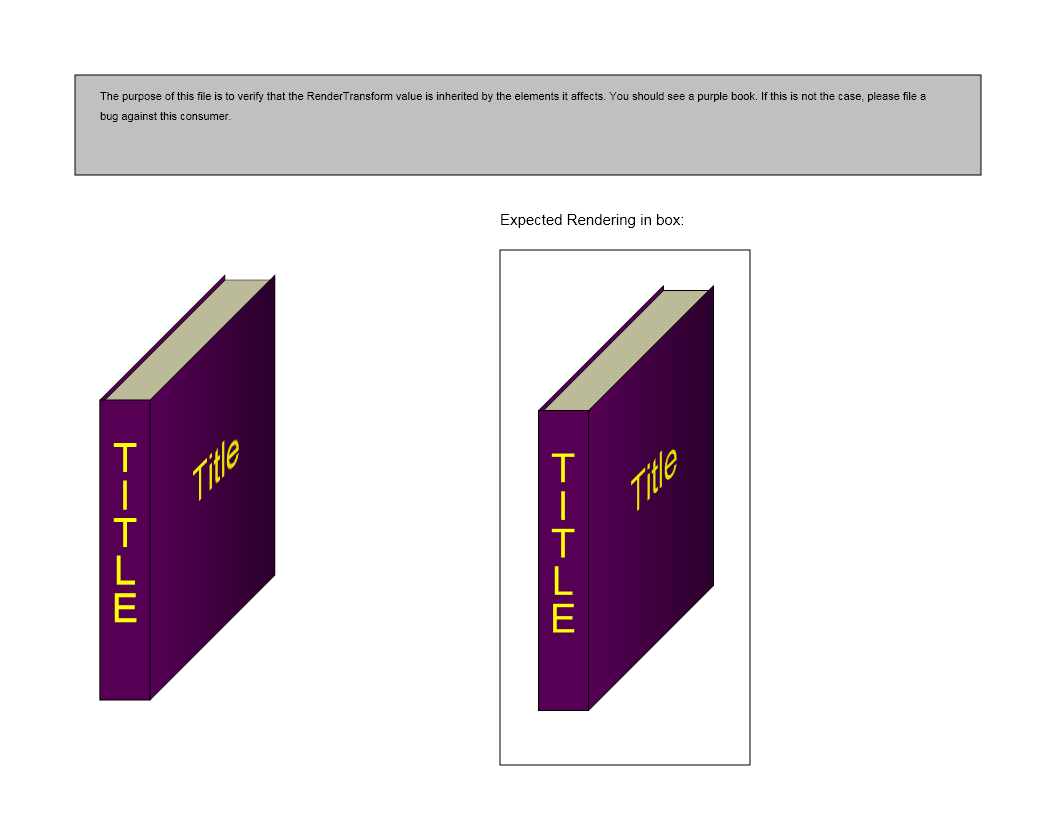 The purpose of this file is to verify that the RenderTransform value is inherited by the elements it affects. You should see a purple book. If this is not the case, please file a
bug against this consumer.
Expected Rendering in box:
T
I
T
L
E
Title
T
I
T
L
E
Title